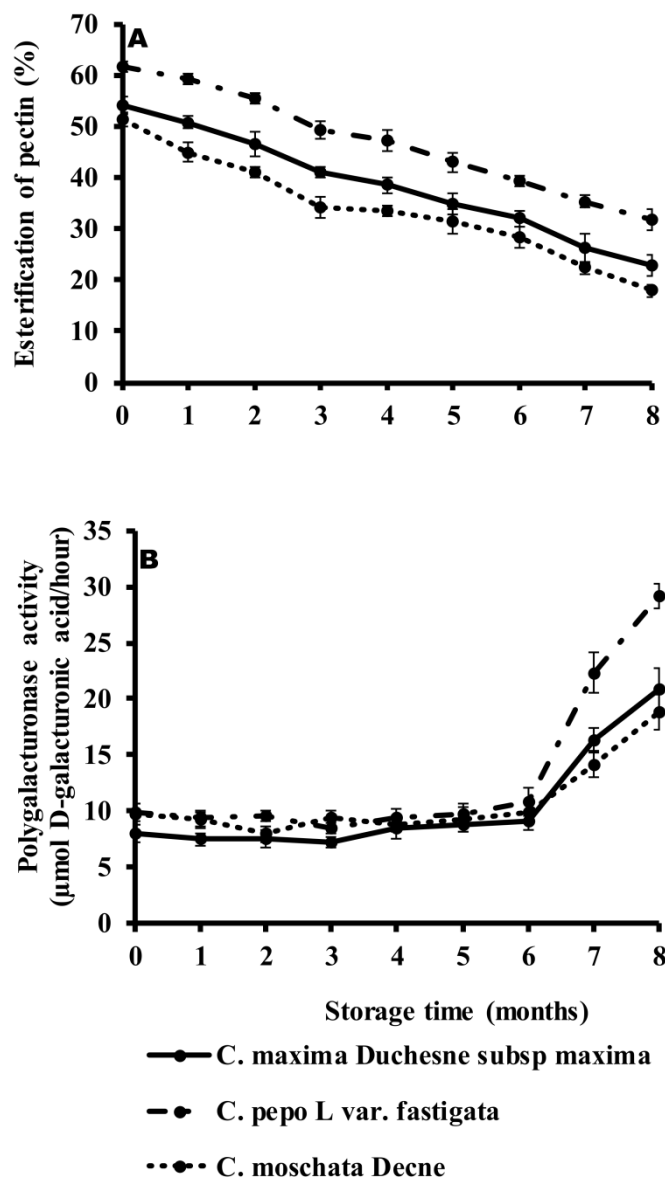 A
Esterification of pectin (%)
70
60
50
40
30
20
10
0
0 1 2 3 4 5 6 7 8
B
Polygalacturonase activity
(µmol D-galacturonic acid/hour)
35
30
25
20
15
10
5
0
0 1 2 3 4 5 6 7 8
Storage time (months)
C. maxima Duchesne subsp maxima
C. pepo L var. fastigata
C. moschata Decne